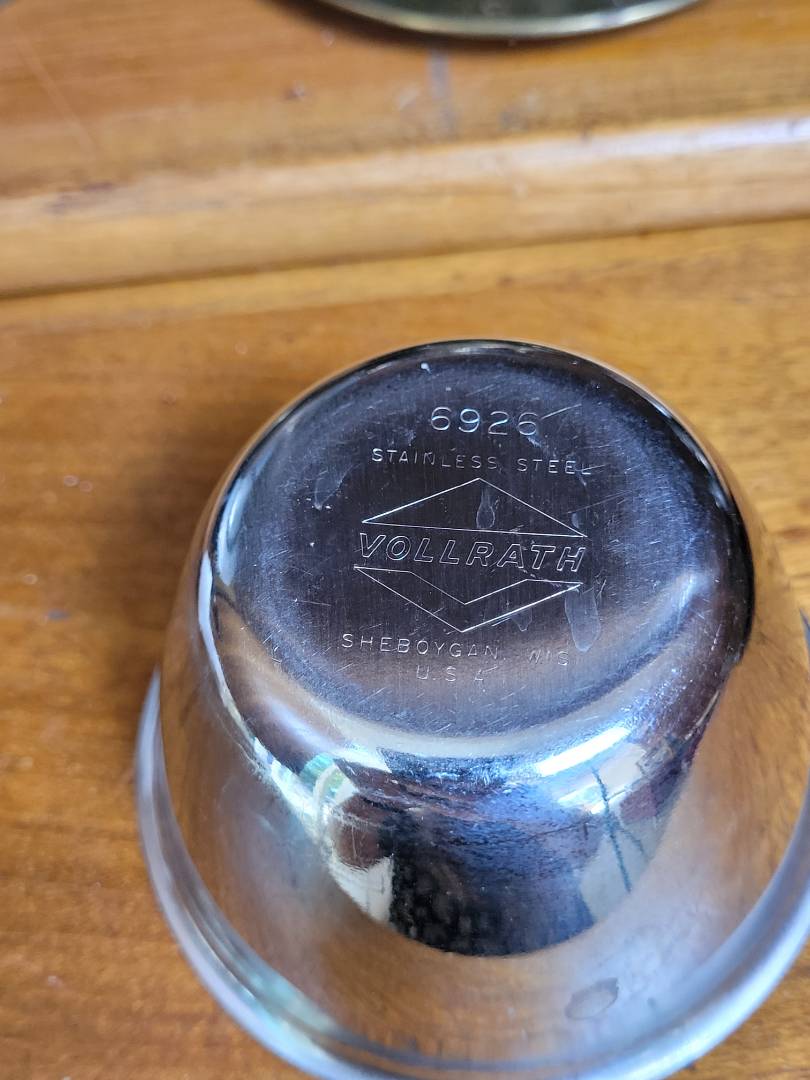 6926
STAINLESS STEEL
VOLLRATH
SHEBOYGAN, WIS
U.S.A